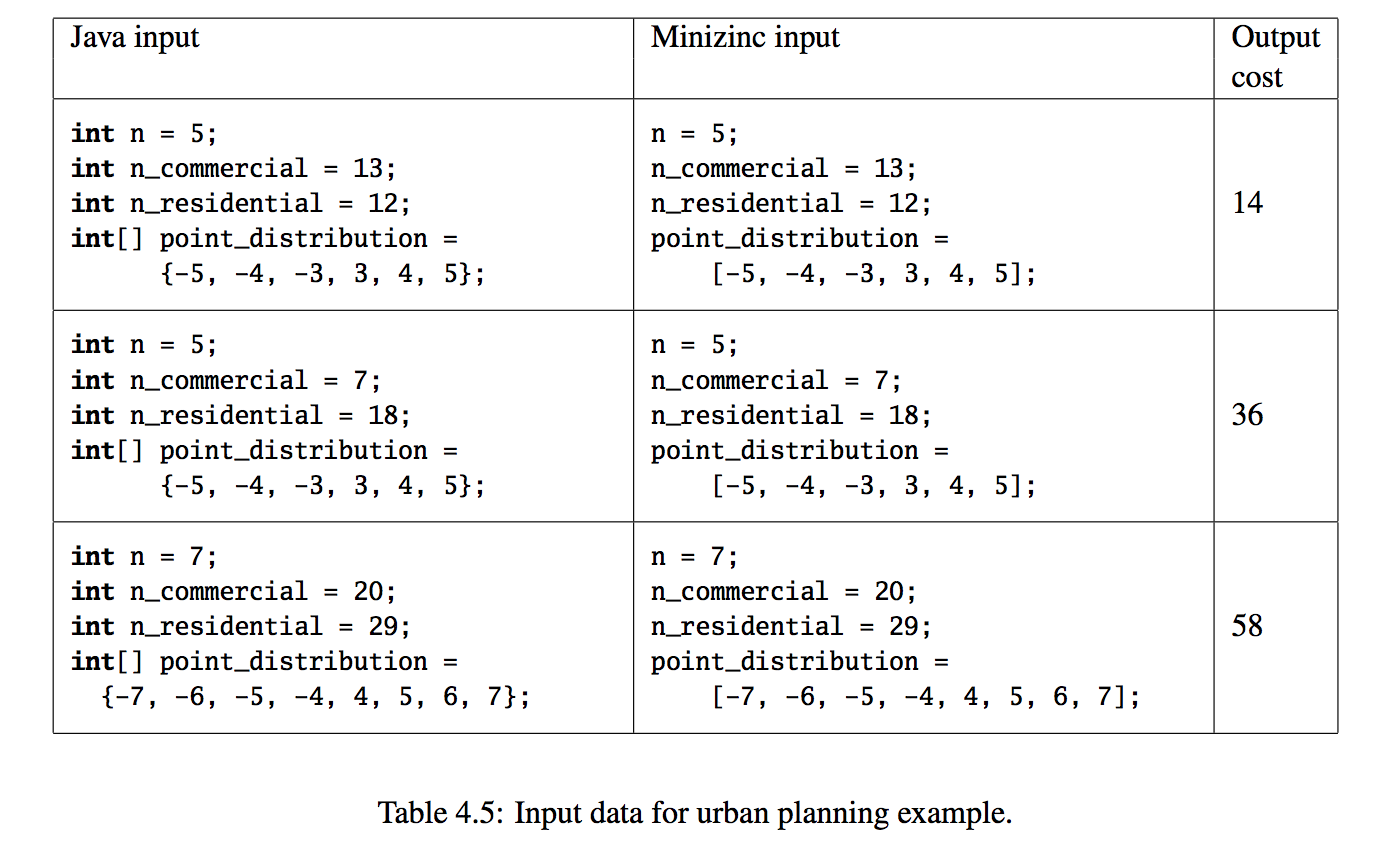 Java input
Minizinc input
Output
cost
int n = 5;
int n_commercial = 13;
int n_residential = 12;
int[] point_distribution =
{-5, -4, -3, 3, 4, 5};
n = 5;
n_commercial = 13;
n_residential = 12;
point_distribution =
[-5, -4, -3, 3, 4, 5];
14
int n = 5;
int n_commercial = 7;
int n_residential = 18;
int[] point_distribution =
{-5, -4, -3, 3, 4, 5};
n = 5;
n_commercial = 7;
n_residential = 18;
point_distribution =
[-5, -4, -3, 3, 4, 5];
36
int n = 7;
int n_commercial = 20;
int n_residential = 29;
int[] point_distribution =
{-7, -6, -5, -4, 4, 5, 6, 7};
n = 7;
n_commercial = 20;
n_residential = 29;
point_distribution =
[-7, -6, -5, -4, 4, 5, 6, 7];
58
Table 4.5: Input data for urban planning example.